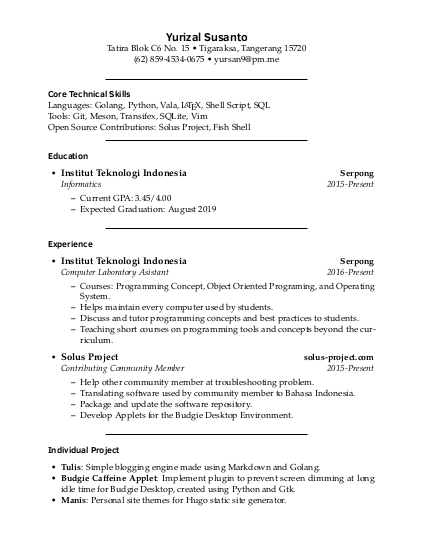 Yurizal Susanto
Tatira Blok C6 No. 15 • Tigaraksa, Tangerang 15720
(62) 859-4534-0675 • yursan9@pm.me
Core Technical Skills
Languages: Golang, Python, Vala, LATEX, Shell Script, SQL
Tools: Git, Meson, Transifex, SQLite, Vim
Open Source Contributions: Solus Project, Fish Shell
Education
• Institut Teknologi Indonesia Serpong
Informatics 2015-Present
– Current GPA: 3.45/4.00
– Expected Graduation: August 2019
Experience
• Institut Teknologi Indonesia Serpong
Computer Laboratory Asistant 2016-Present
– Courses: Programming Concept, Object Oriented Programing, and Operating
System.
– Helps maintain every computer used by students.
– Discuss and tutor programming concepts and best practices to students.
– Teaching short courses on programming tools and concepts beyond the cur-
riculum.
• Solus Project solus-project.com
Contributing Community Member 2015-Present
– Help other community member at troubleshooting problem.
– Translating software used by community member to Bahasa Indonesia.
– Package and update the software repository.
– Develop Applets for the Budgie Desktop Environment.
Individual Project
• Tulis: Simple blogging engine made using Markdown and Golang.
• Budgie Caffeine Applet: Implement plugin to prevent screen dimming at long
idle time for Budgie Desktop, created using Python and Gtk.
• Manis: Personal site themes for Hugo static site generator.